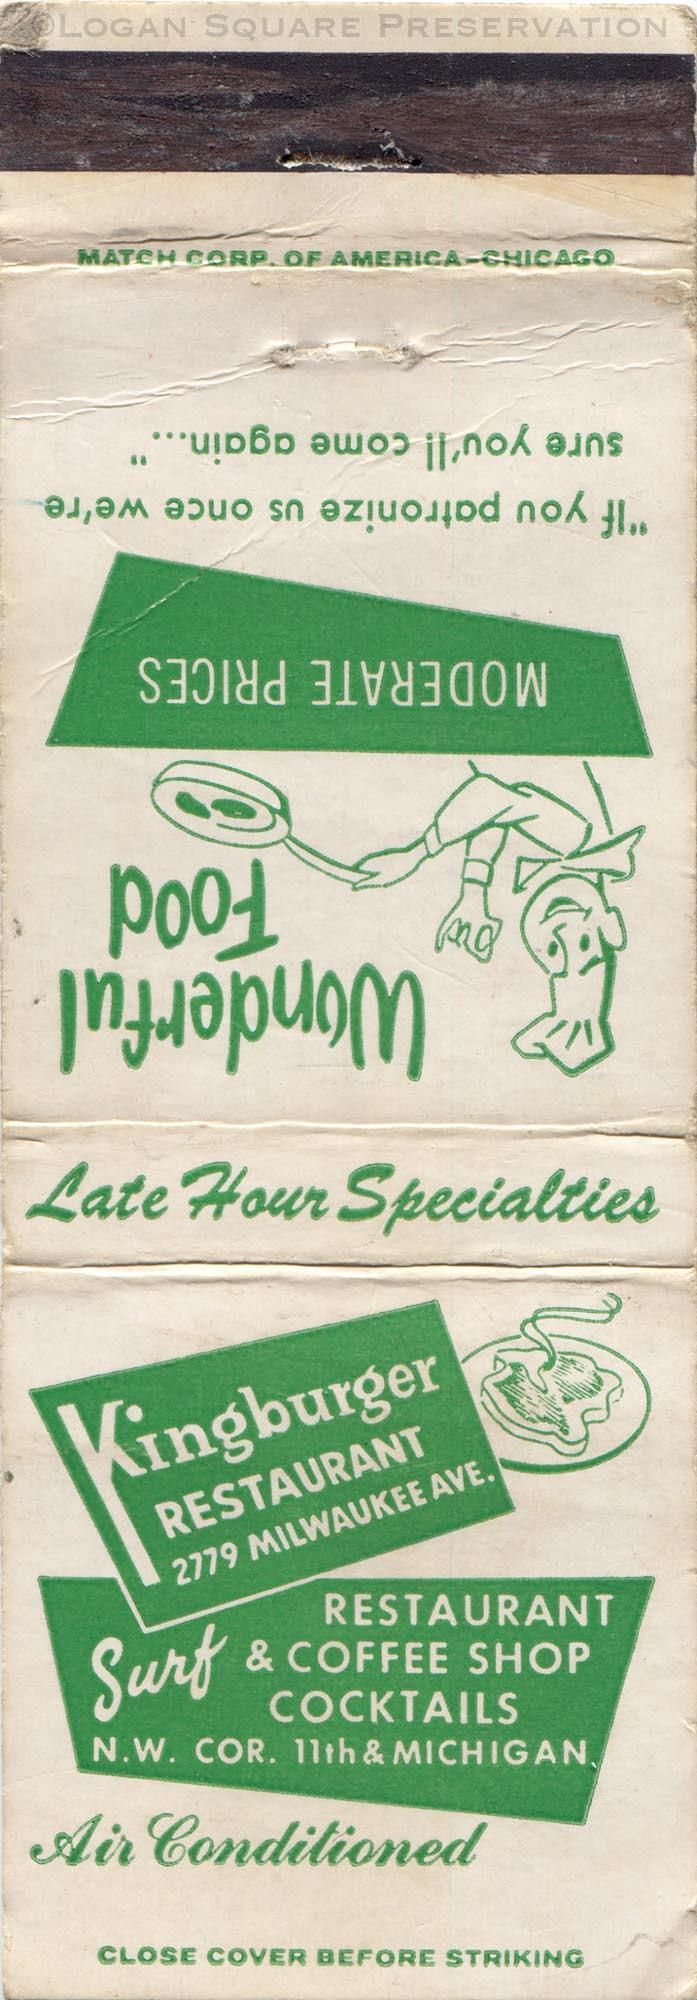 ©LOGAN SQUARE PRESERVATION
MATCH CORP. OF AMERICA-CHICAGO
Wonderful
Food
MODERATE PRICES
"If you patronize us once we're
sure you'll come again...."
Late Hour Specialties
Kingburger
RESTAURANT
2779 MILWAUKEE AVE.
Surf RESTAURANT
& COFFEE SHOP
COCKTAILS
N.W. COR. 11th & MICHIGAN
Air Conditioned
CLOSE COVER BEFORE STRIKING